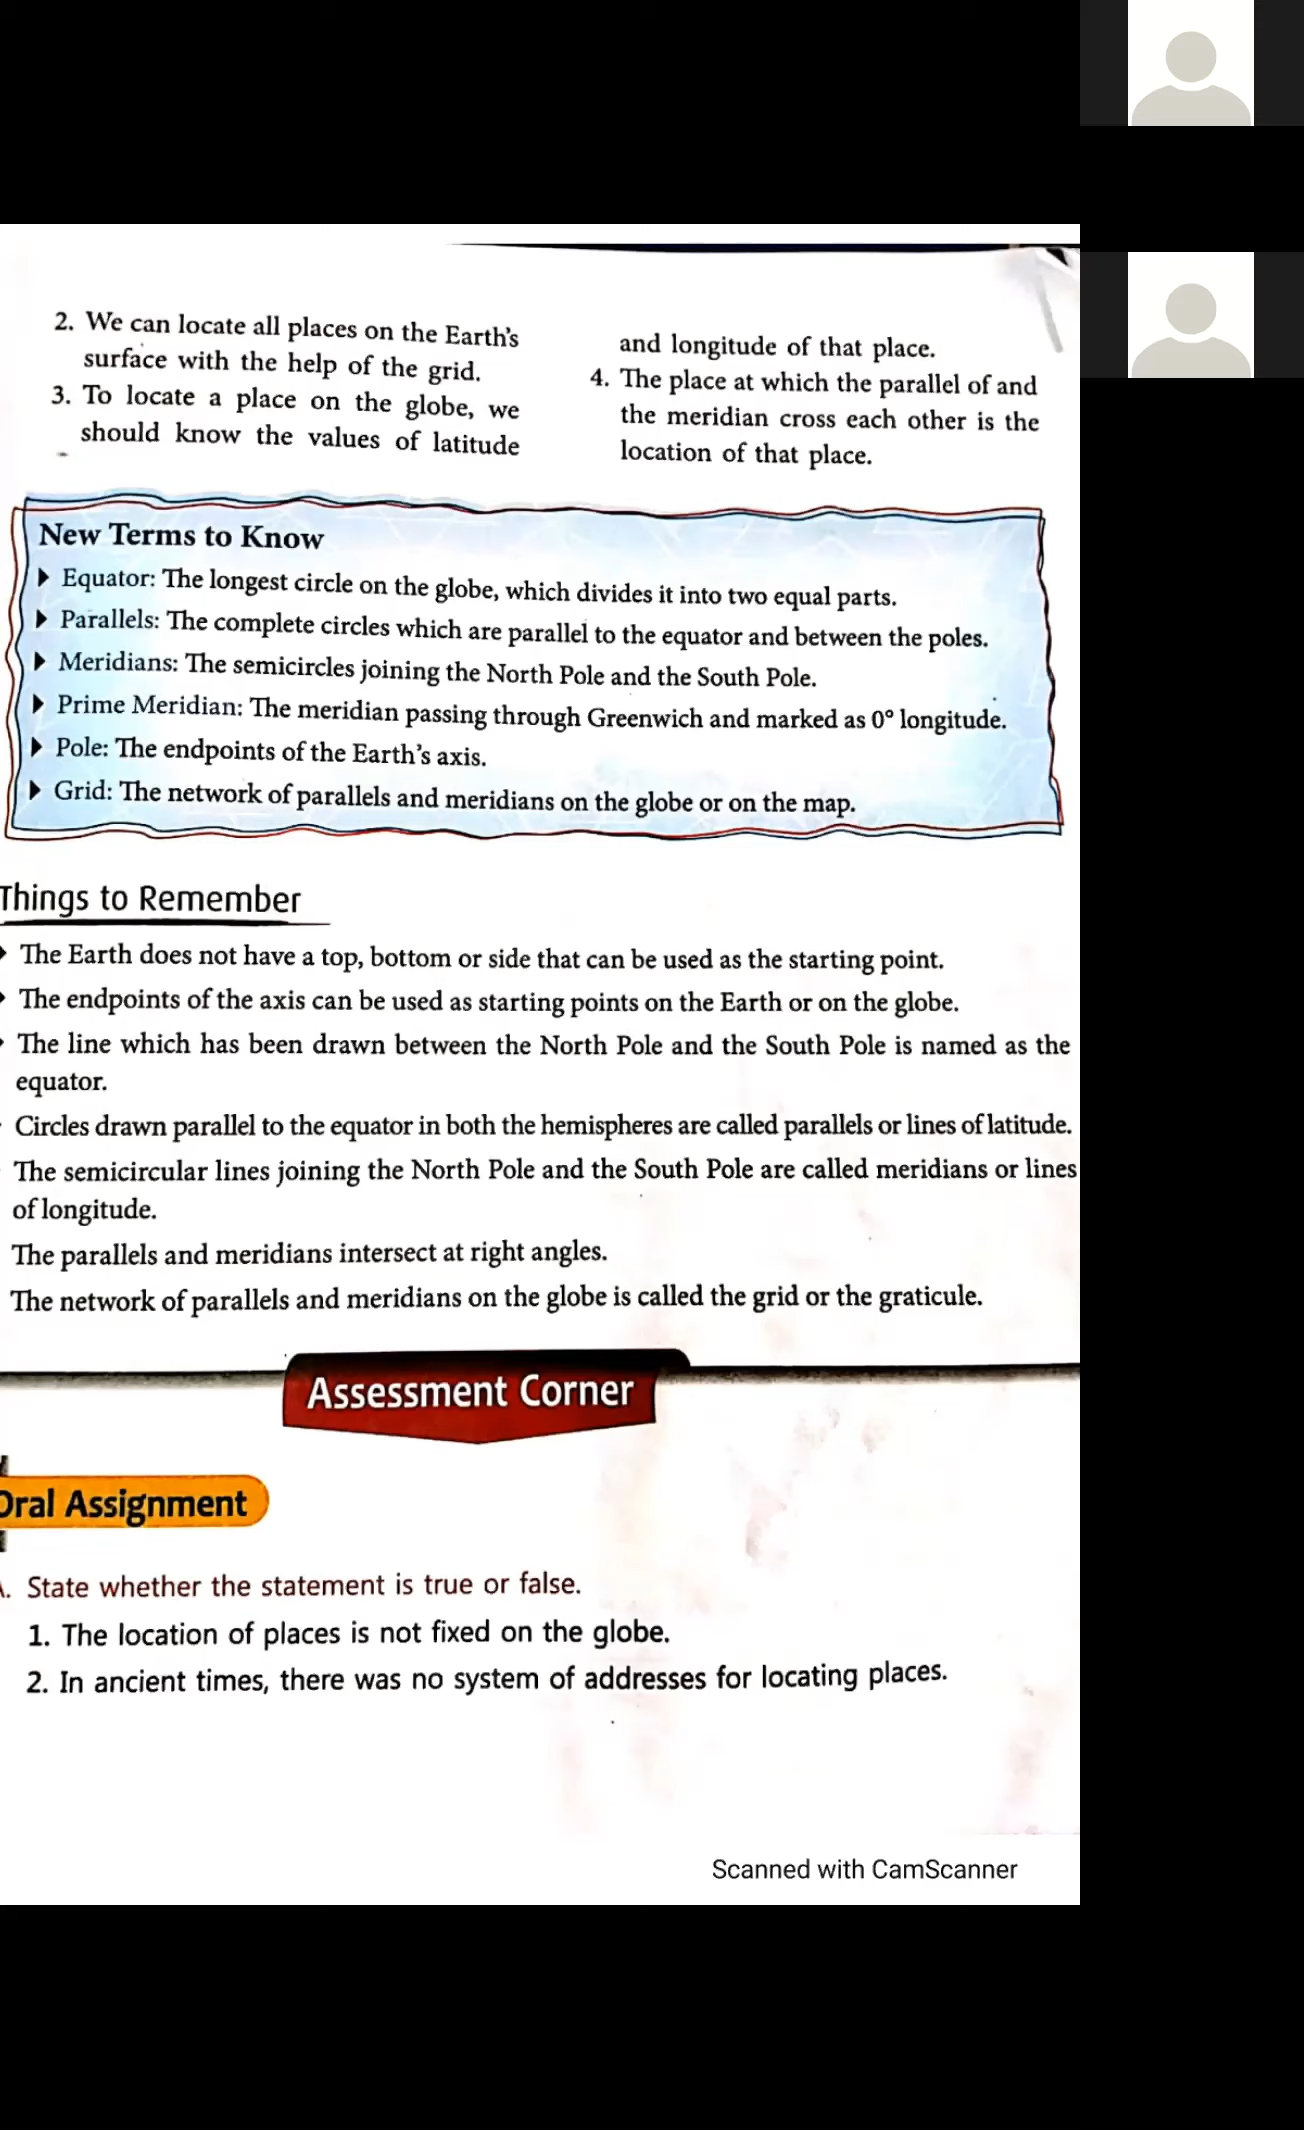 2. We can locate all places on the Earth's
surface with the help of the grid.
3. To locate a place on the globe, we
should know the values of latitude
and longitude of that place.
4. The place at which the parallel of and
the meridian cross each other is the
location of that place.
New Terms to Know
Equator: The longest circle on the globe, which divides it into two equal parts.
Parallels: The complete circles which are parallel to the equator and between the poles.
Meridians: The semicircles joining the North Pole and the South Pole.
Prime Meridian: The meridian passing through Greenwich and marked as 0° longitude.
Pole: The endpoints of the Earth's axis.
Grid: The network of parallels and meridians on the globe or on the map.
Things to Remember
The Earth does not have a top, bottom or side that can be used as the starting point.
The endpoints of the axis can be used as starting points on the Earth or on the globe.
The line which has been drawn between the North Pole and the South Pole is named as the
equator.
Circles drawn parallel to the equator in both the hemispheres are called parallels or lines of latitude.
The semicircular lines joining the North Pole and the South Pole are called meridians or lines
of longitude.
The parallels and meridians intersect at right angles.
The network of parallels and meridians on the globe is called the grid or the graticule.
Assessment Corner
Oral Assignment
. State whether the statement is true or false.
1. The location of places is not fixed on the globe.
2. In ancient times, there was no system of addresses for locating places.
Scanned with CamScanner